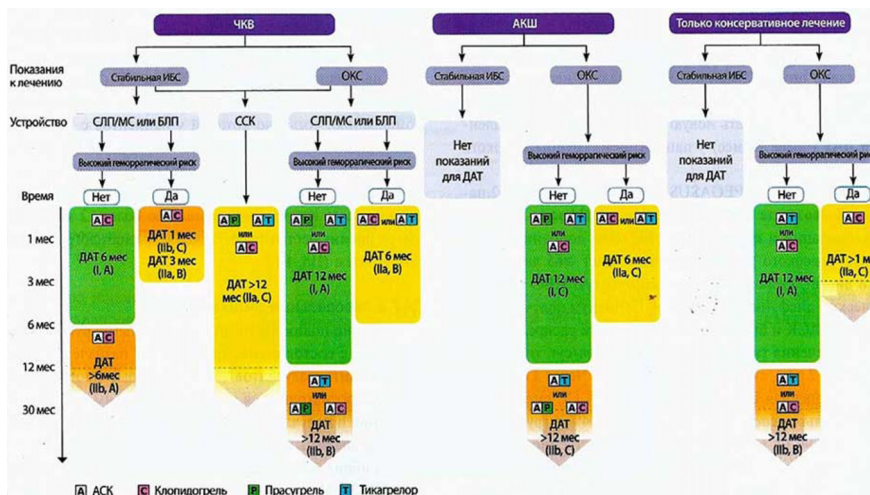 ЧКВ
АКШ
Только консервативное лечение
Показания
к лечению
Стабильная ИБС
ОКС
Стабильная ИБС
ОКС
Стабильная ИБС
ОКС
Устройство
СЛП/МС или БЛП
ССК
СЛП/МС или БЛП
Нет
показаний
для ДАТ
Нет
показаний
для ДАТ
Высокий геморрагический риск
Высокий геморрагический риск
Высокий геморрагический риск
Высокий геморрагический риск
Время
Нет
Да
Нет
Да
Нет
Да
Нет
Да
1 мес
3 мес
6 мес
12 мес
30 мес
A C
ДАТ 6 мес
(I, A)
A C
ДАТ
>6мес
(IIb, A)
A C
ДАТ 1 мес
(IIb, C)
ДАТ 3 мес
(IIa, B)
A P A T
или
A C
ДАТ >12
мес (IIa, C)
A P A T
или
A C
ДАТ 12 мес
(I, A)
A T
или
A P A C
ДАТ
>12 мес
(IIb, B)
A C или A T
ДАТ 6 мес
(IIa, B)
A P A T
или
A C
ДАТ 12 мес
(I, C)
A T
или
A P A C
ДАТ
>12 мес
(IIb, C)
A C или A T
ДАТ 6 мес
(IIa, C)
A T
или
A C
ДАТ 12 мес
(I, A)
A T
или
A C
ДАТ
>12 мес
(IIb, B)
A C
ДАТ >1 м
(IIa, C)
A АСК C Клопидогрель P Прасугрель T Тикагрелор